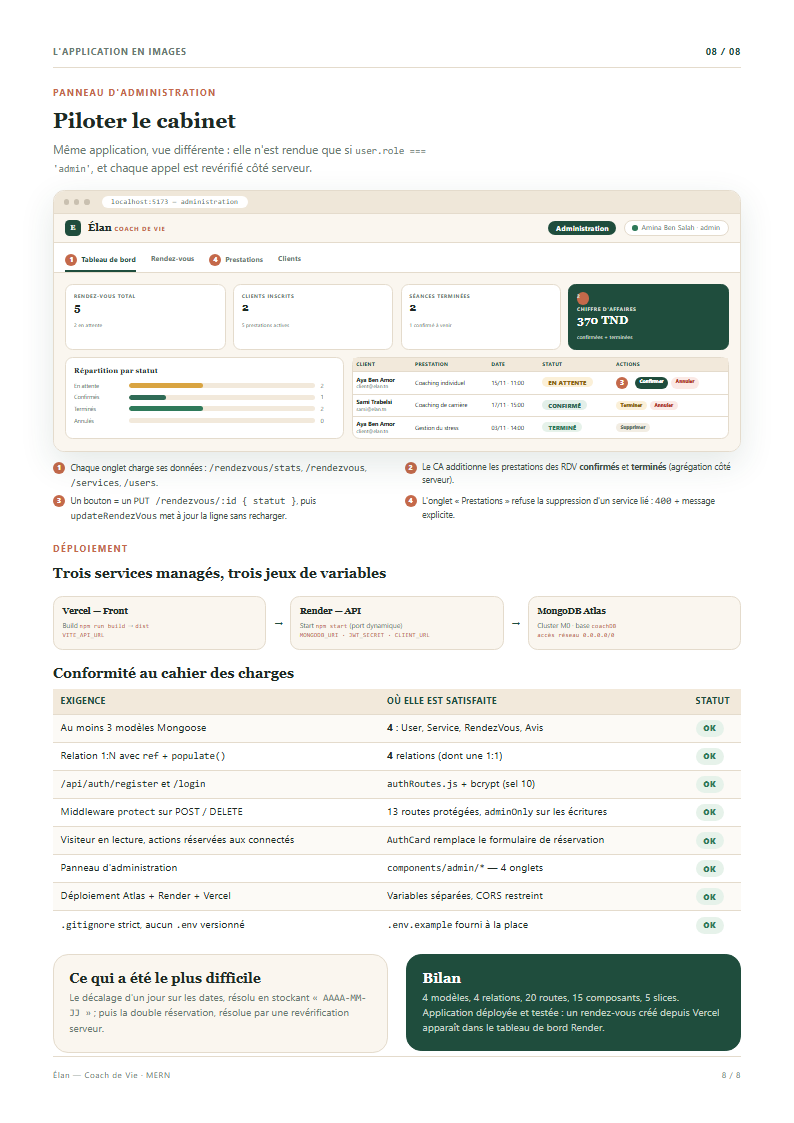 L'APPLICATION EN IMAGES
08 / 08
PANNEAU D'ADMINISTRATION
Piloter le cabinet
Même application, vue différente : elle n'est rendue que si user.role ===
'admin', et chaque appel est revérifié côté serveur.
localhost:5173 — administration
E Élan COACH DE VIE
Administration
Amina Ben Salah · admin
1 Tableau de bord
Rendez-vous
4 Prestations
Clients
RENDEZ-VOUS TOTAL
5
2 en attente
CLIENTS INSCRITS
2
5 prestations actives
SÉANCES TERMINÉES
2
1 confirmé à venir
CHIFFRE D'AFFAIRES
370 TND
confirmées + terminées
Répartition par statut
En attente 2
Confirmés 1
Terminés 2
Annulés 0
CLIENT PRESTATION DATE STATUT ACTIONS
Aya Ben Amor
client@elan.tn
Coaching individuel 15/11 · 11:00 EN ATTENTE 3 Confirmer Annuler
Sami Trabelsi
sami@elan.tn
Coaching de carrière 17/11 · 15:00 CONFIRMÉ Terminer Annuler
Aya Ben Amor
client@elan.tn
Gestion du stress 03/11 · 14:00 TERMINÉ Supprimer
1 Chaque onglet charge ses données : /rendezvous/stats, /rendezvous,
/services, /users.
2 Le CA additionne les prestations des RDV confirmés et terminés (agrégation côté
serveur).
3 Un bouton = un PUT /rendezvous/:id { statut }, puis
updateRendezVous met à jour la ligne sans recharger.
4 L'onglet « Prestations » refuse la suppression d'un service lié : 400 + message
explicite.
DÉPLOIEMENT
Trois services managés, trois jeux de variables
Vercel — Front
Build npm run build → dist
VITE_API_URL
→
Render — API
Start npm start (port dynamique)
MONGODB_URI · JWT_SECRET · CLIENT_URL
→
MongoDB Atlas
Cluster M0 · base coachDB
accès réseau 0.0.0.0/0
Conformité au cahier des charges
EXIGENCE OÙ ELLE EST SATISFAITE STATUT
Au moins 3 modèles Mongoose 4 : User, Service, RendezVous, Avis OK
Relation 1:N avec ref + populate() 4 relations (dont une 1:1) OK
/api/auth/register et /login authRoutes.js + bcrypt (sel 10) OK
Middleware protect sur POST / DELETE 13 routes protégées, adminOnly sur les écritures OK
Visiteur en lecture, actions réservées aux connectés AuthCard remplace le formulaire de réservation OK
Panneau d'administration components/admin/* — 4 onglets OK
Déploiement Atlas + Render + Vercel Variables séparées, CORS restreint OK
.gitignore strict, aucun .env versionné .env.example fourni à la place OK
Ce qui a été le plus difficile
Le décalage d'un jour sur les dates, résolu en stockant « AAAA-MM-
JJ » ; puis la double réservation, résolue par une revérification
serveur.
Bilan
4 modèles, 4 relations, 20 routes, 15 composants, 5 slices.
Application déployée et testée : un rendez-vous créé depuis Vercel
apparaît dans le tableau de bord Render.
Élan — Coach de Vie · MERN
8 / 8